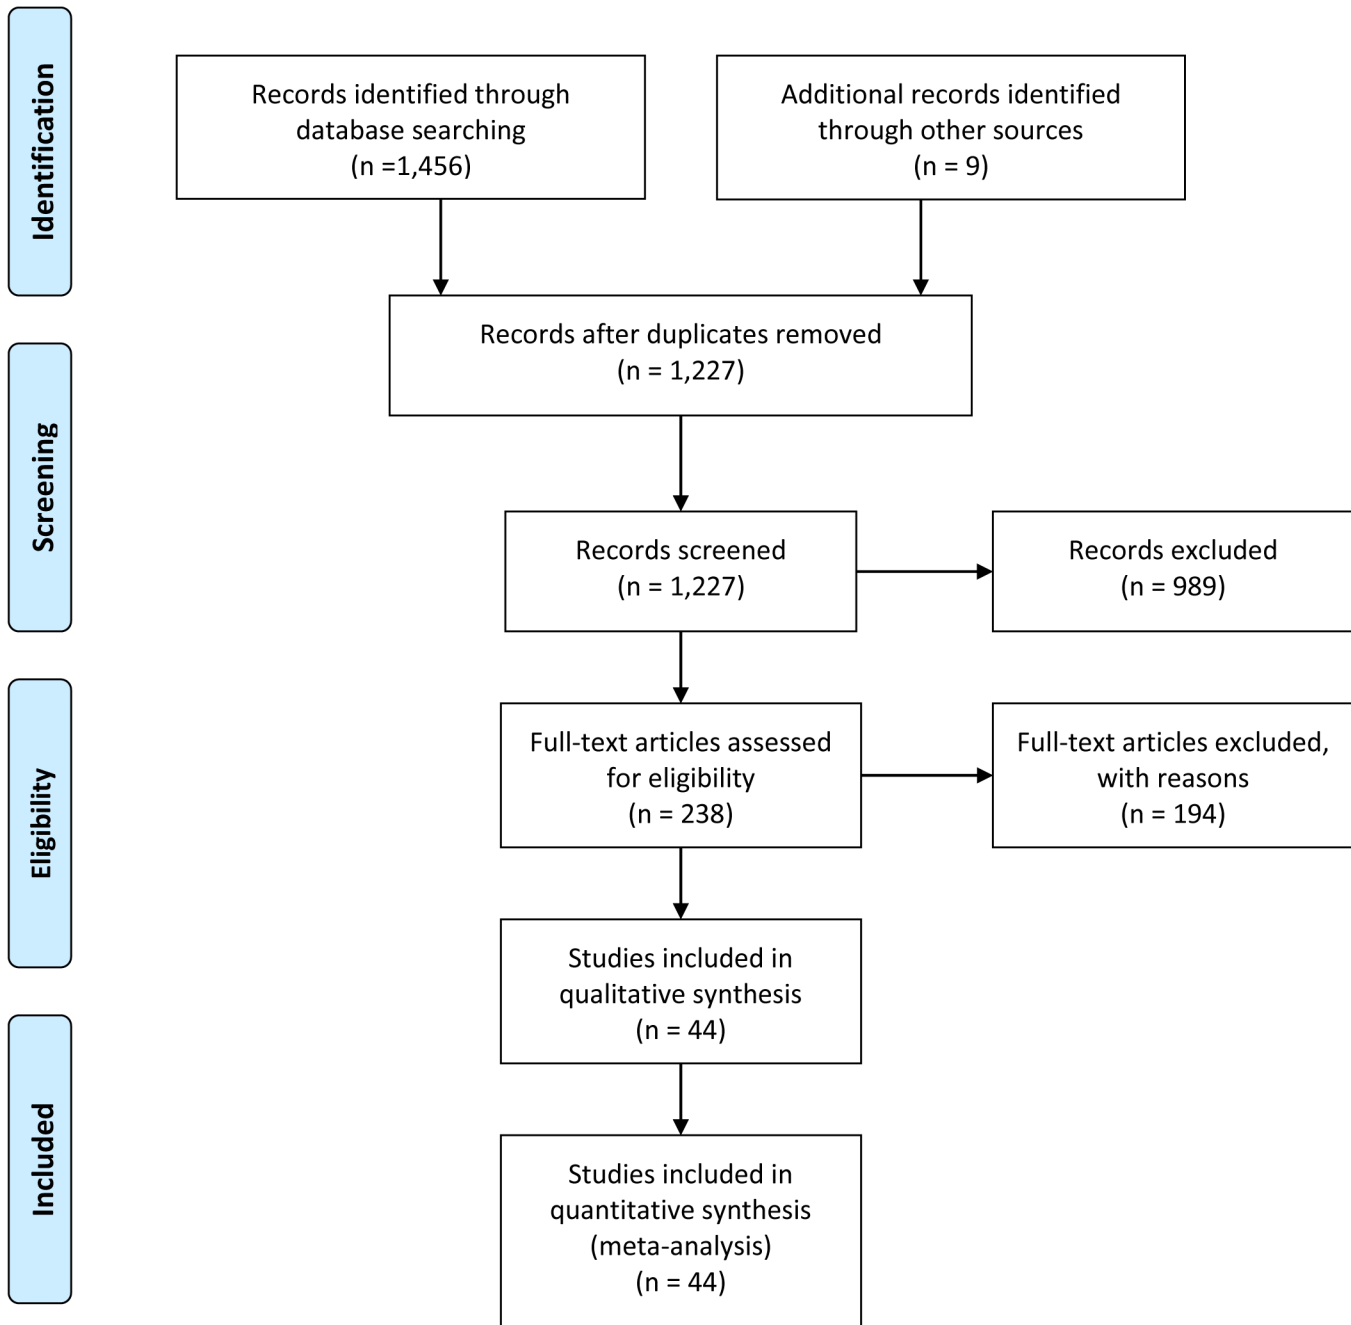 Identification
Records identified through
database searching
(n =1,456)
Additional records identified
through other sources
(n = 9)
Records after duplicates removed
(n = 1,227)
Screening
Records screened
(n = 1,227)
Records excluded
(n = 989)
Eligibility
Full-text articles assessed
for eligibility
(n = 238)
Full-text articles excluded,
with reasons
(n = 194)
Studies included in
qualitative synthesis
(n = 44)
Included
Studies included in
quantitative synthesis
(meta-analysis)
(n = 44)